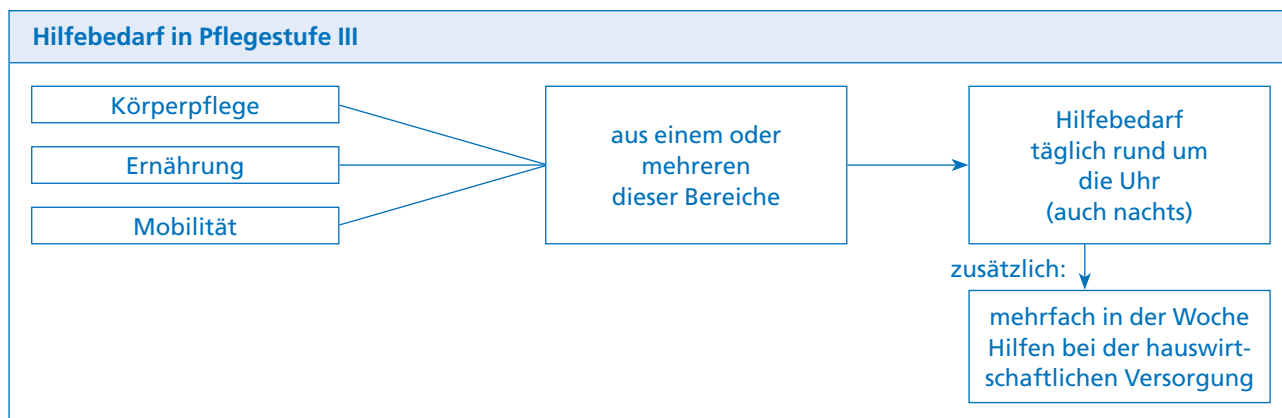 Hilfebedarf in Pflegestufe III
Körperpflege
Ernährung
Mobilität
aus einem oder
mehreren
dieser Bereiche
Hilfebedarf
täglich rund um
die Uhr
(auch nachts)
zusätzlich:
mehrfach in der Woche
Hilfen bei der hauswirt-
schaftlichen Versorgung